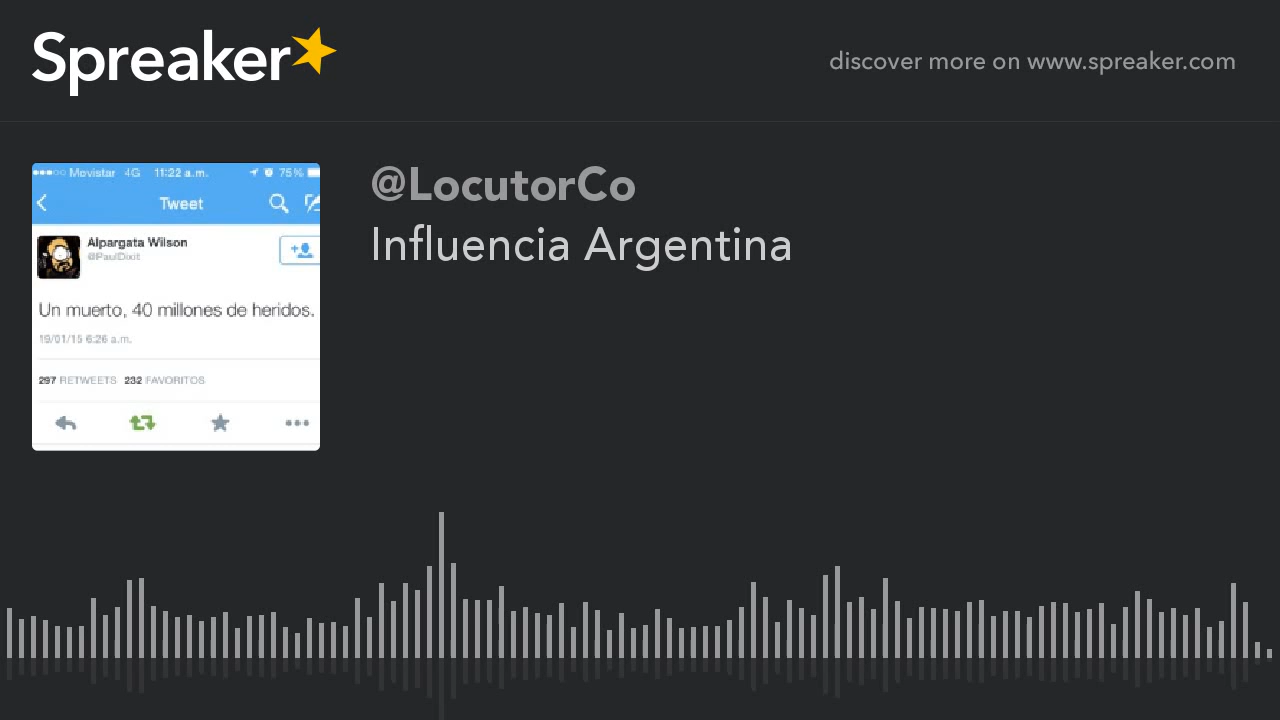 Spreaker
discover more on www.spreaker.com
Movistar 4G 11:22 a.m. 75%
Tweet
Alpargata Wilson
@PaulDixit
Un muerto, 40 millones de heridos.
19/01/15 6:26 a.m.
297 RETWEETS 232 FAVORITOS
@LocutorCo
Influencia Argentina